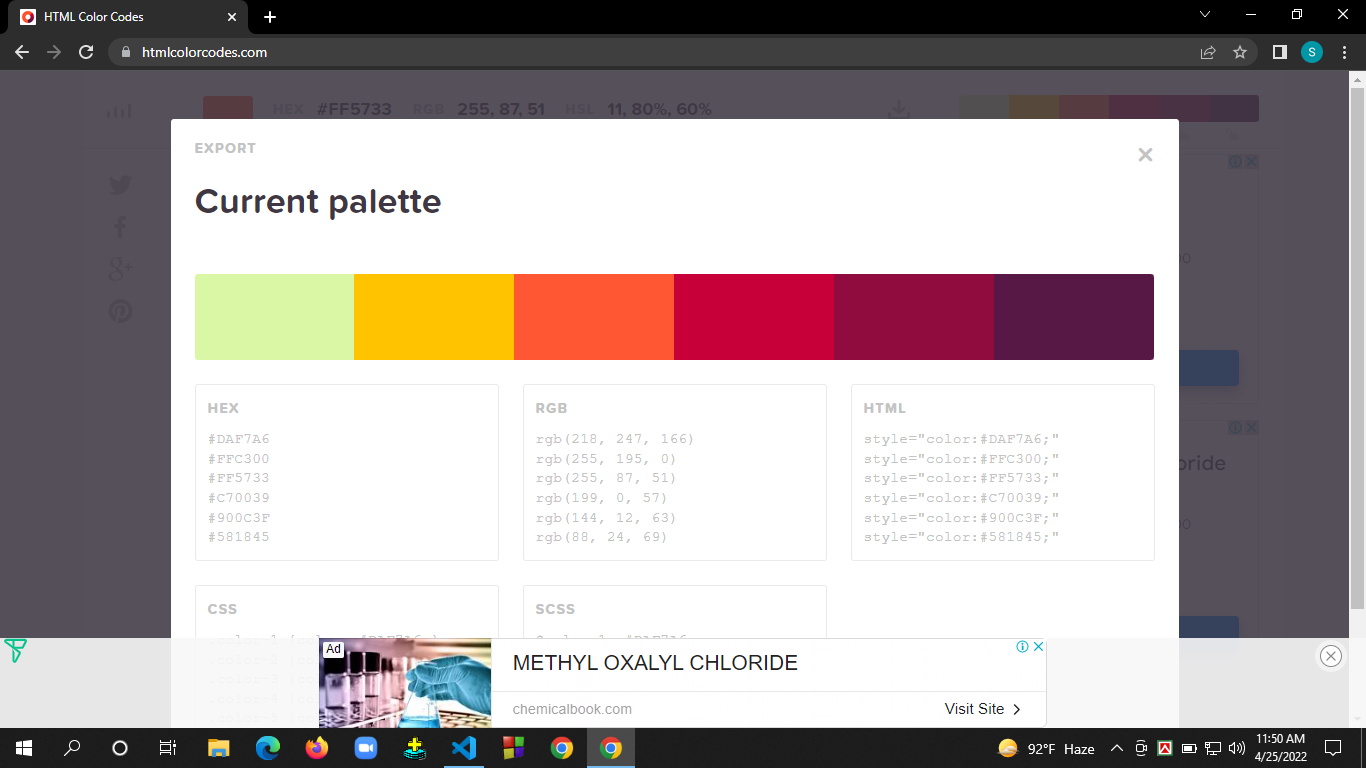 HTML Color Codes
htmlcolorcodes.com
S
HEX #FF5733 RGB 255, 87, 51 HSL 11, 80%, 60%
EXPORT
Current palette
HEX
#DAF7A6
#FFC300
#FF5733
#C70039
#900C3F
#581845
RGB
rgb(218, 247, 166)
rgb(255, 195, 0)
rgb(255, 87, 51)
rgb(199, 0, 57)
rgb(144, 12, 63)
rgb(88, 24, 69)
HTML
style="color:#DAF7A6;"
style="color:#FFC300;"
style="color:#FF5733;"
style="color:#C70039;"
style="color:#900C3F;"
style="color:#581845;"
oride
CSS
SCSS
Ad
METHYL OXALYL CHLORIDE
chemicalbook.com
Visit Site
92°F Haze
11:50 AM
4/25/2022